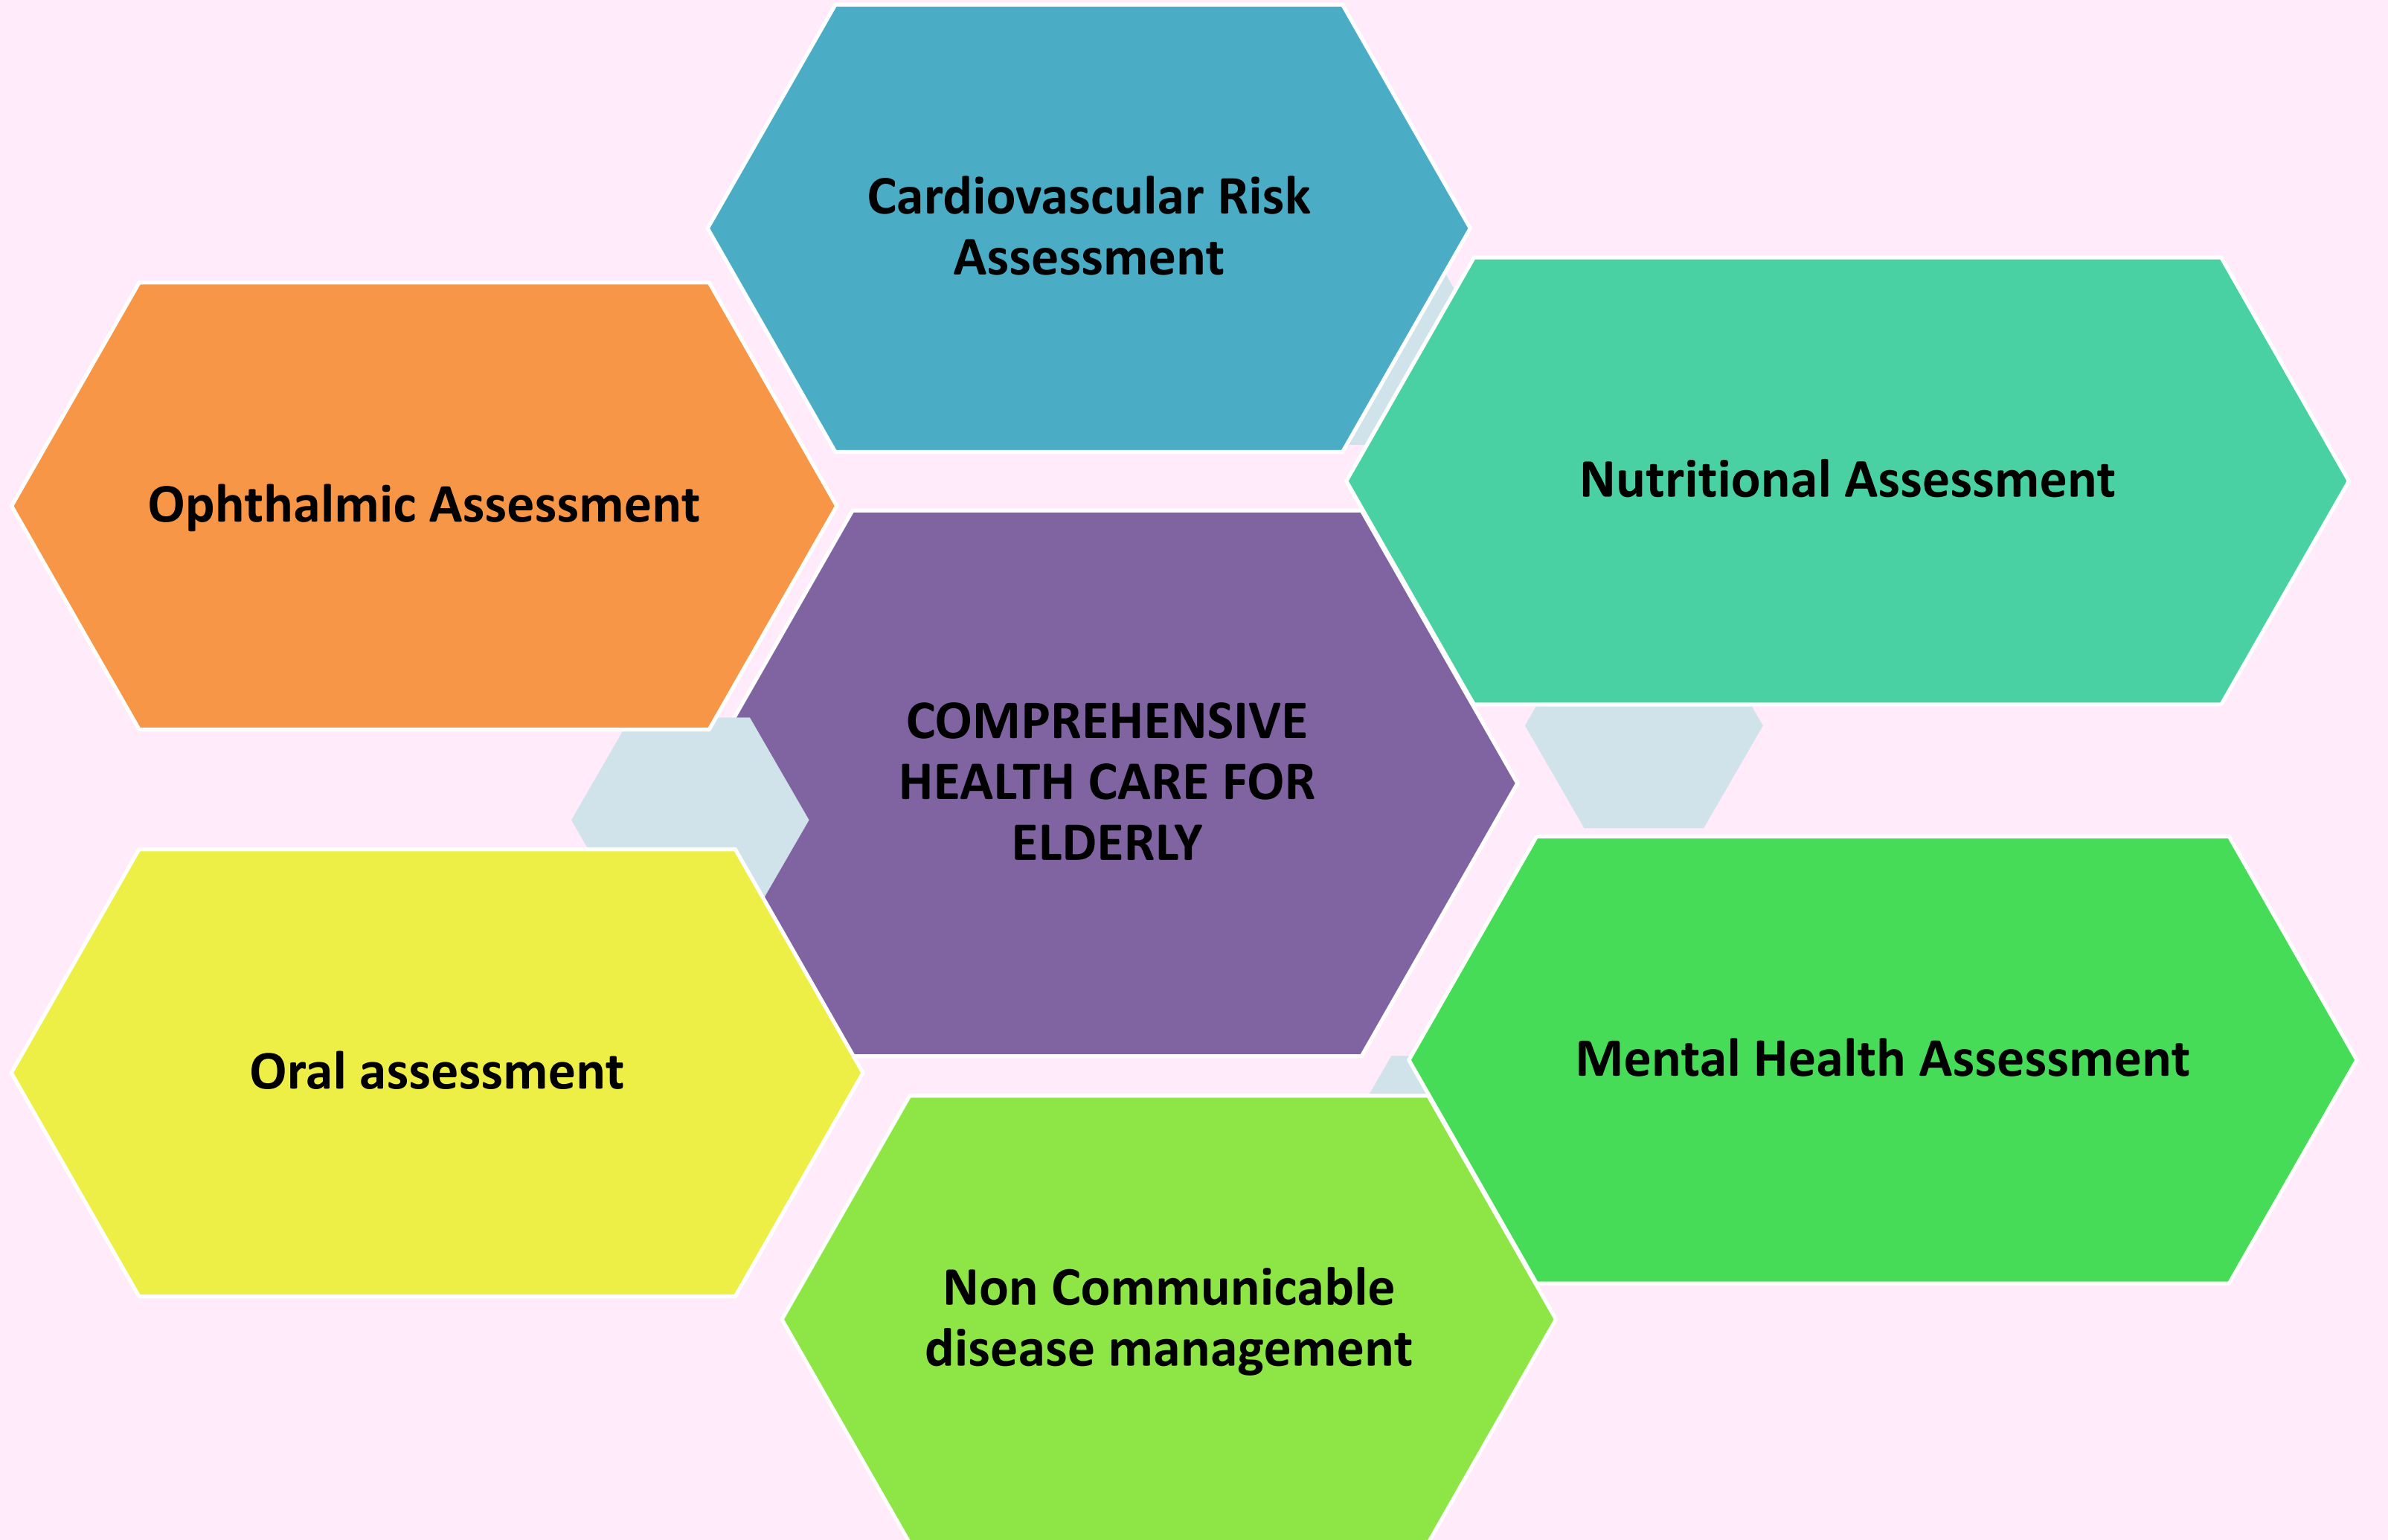 Cardiovascular Risk
Assessment
Nutritional Assessment
Ophthalmic Assessment
COMPREHENSIVE
HEALTH CARE FOR
ELDERLY
Mental Health Assessment
Oral assessment
Non Communicable
disease management